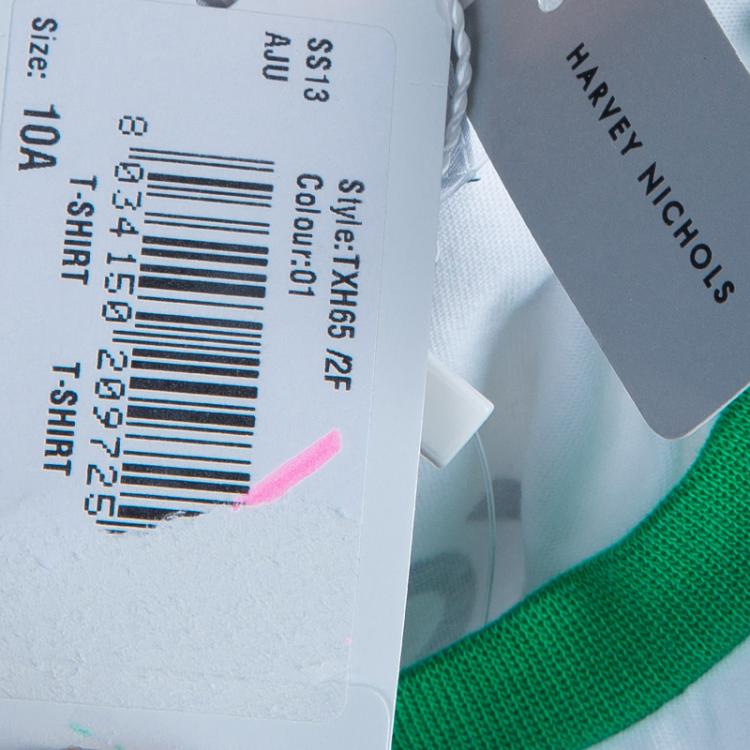 SS13
AJU
Style:TXH65 /2F
Colour:01
8 034150 209725
T-SHIRT
T-SHIRT
Size: 10A
HARVEY NICHOLS